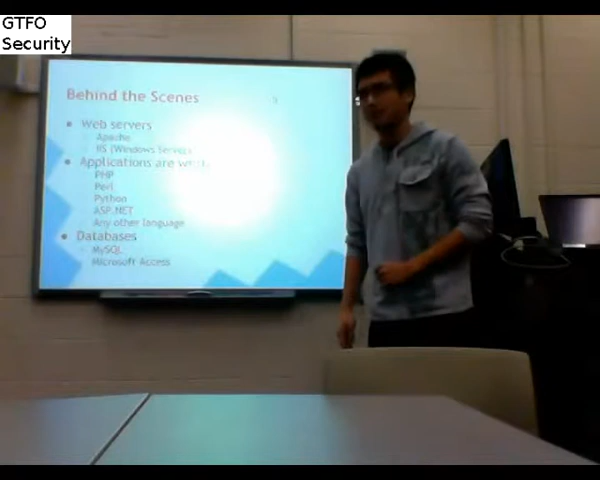 GTFO
Security
Behind the Scenes
Web servers
Apache
IIS (Windows Server)
Applications are
PHP
Perl
Python
ASP.NET
Any other language
Databases
MySQL
Microsoft Access